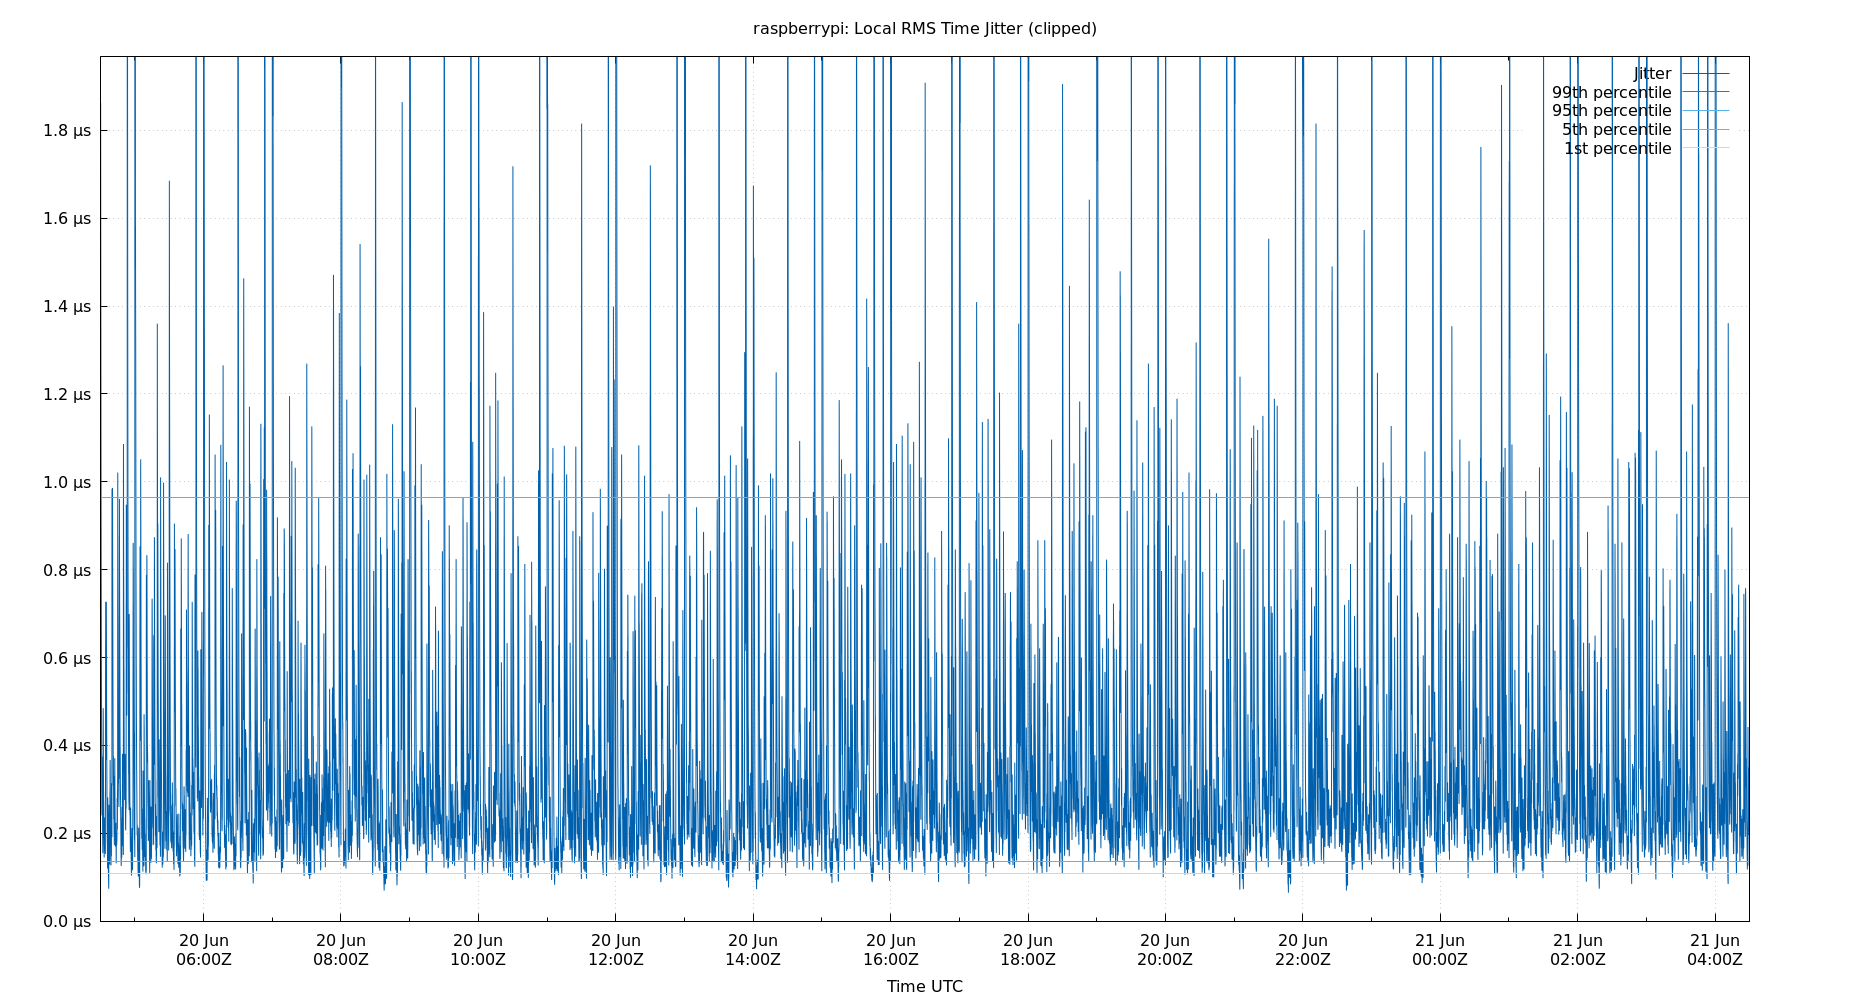 raspberrypi: Local RMS Time Jitter (clipped)
Jitter
99th percentile
95th percentile
5th percentile
1st percentile
1.8 μs
1.6 μs
1.4 μs
1.2 μs
1.0 μs
0.8 μs
0.6 μs
0.4 μs
0.2 μs
0.0 μs
20 Jun 20 Jun 20 Jun 20 Jun 20 Jun 20 Jun 20 Jun 20 Jun 20 Jun 21 Jun 21 Jun 21 Jun
06:00Z 08:00Z 10:00Z 12:00Z 14:00Z 16:00Z 18:00Z 20:00Z 22:00Z 00:00Z 02:00Z 04:00Z
Time UTC